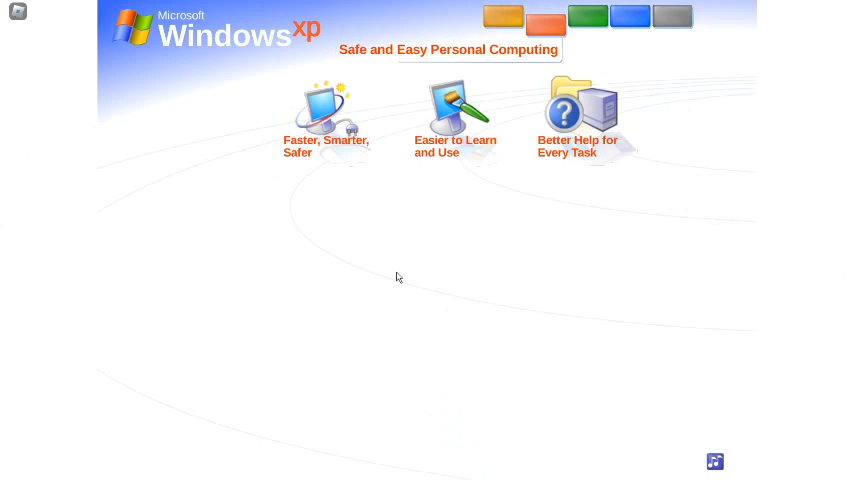 Microsoft
Windows xp
Safe and Easy Personal Computing
Faster, Smarter,
Safer
Easier to Learn
and Use
Better Help for
Every Task